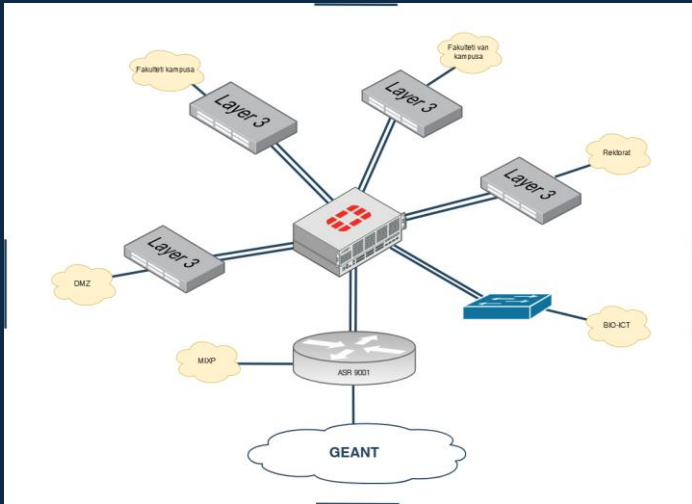 Fakulteti van
kampusa
Fakulteti kampusa
Layer 3
Layer 3
Rektorat
Layer 3
Layer 3
DMZ
BIO-ICT
MIXP
ASR 9001
GEANT